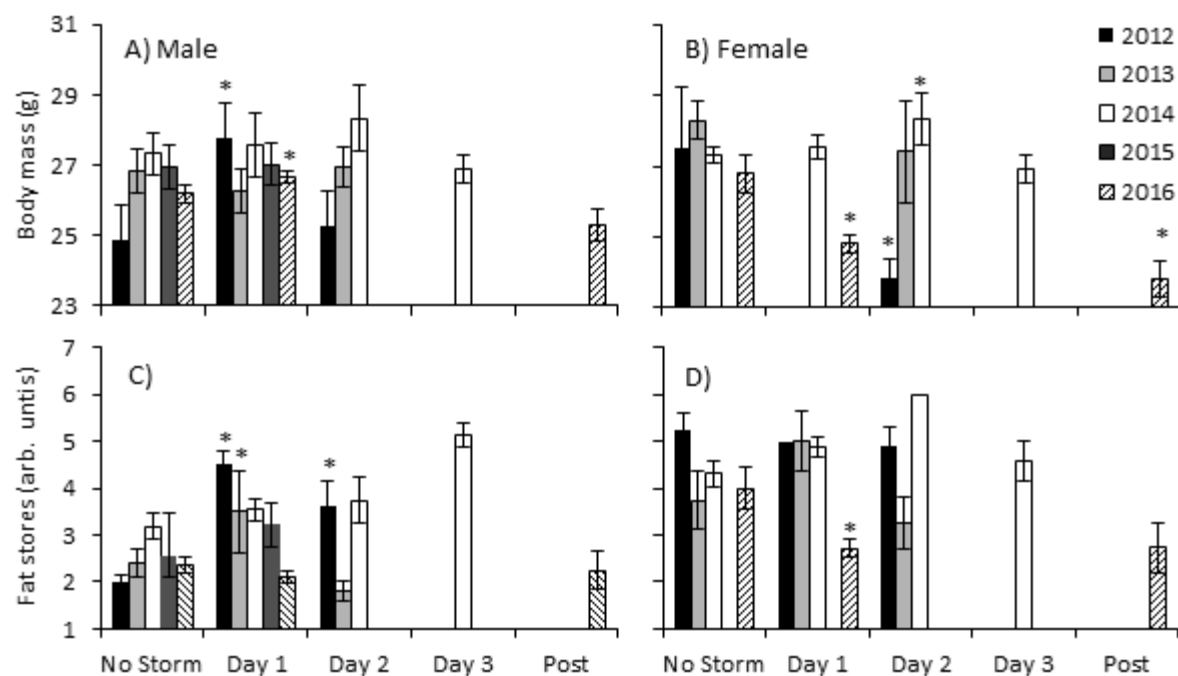 A) Male
B) Female
2012
2013
2014
2015
2016
Body mass (g)
31
29
27
25
23
* * * * * *
C)
D)
Fat stores (arb. untis)
7
6
5
4
3
2
1
* * * *
No Storm Day 1 Day 2 Day 3 Post
No Storm Day 1 Day 2 Day 3 Post